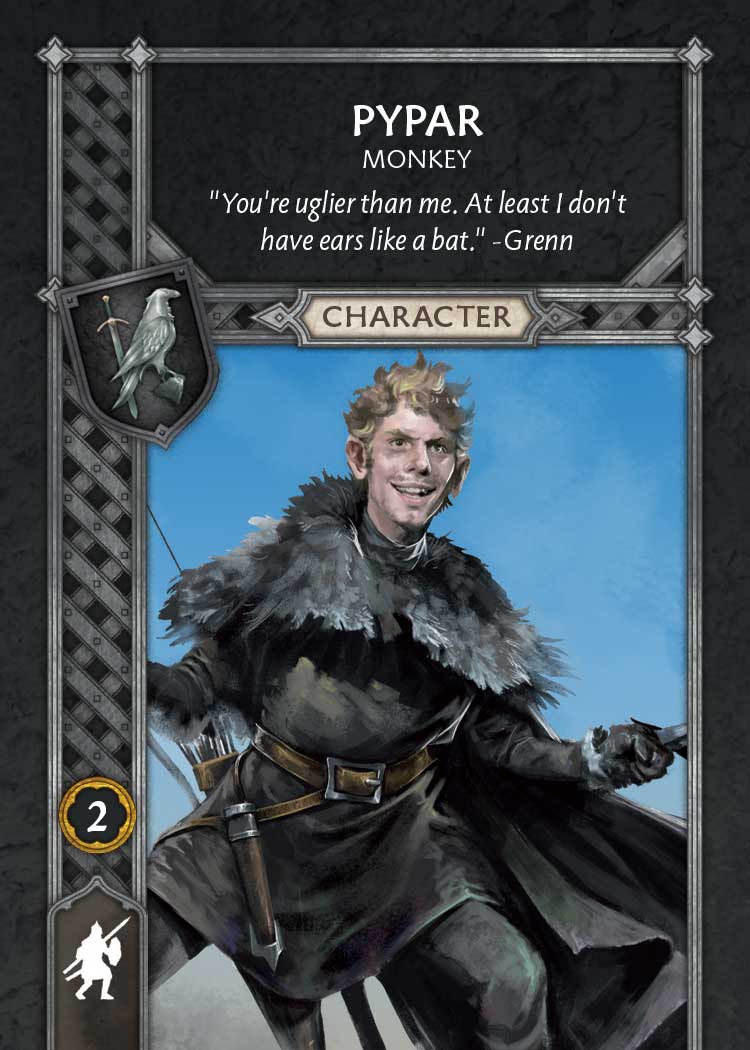 PYPAR
MONKEY
"You're uglier than me. At least I don't
have ears like a bat." -Grenn
CHARACTER
2